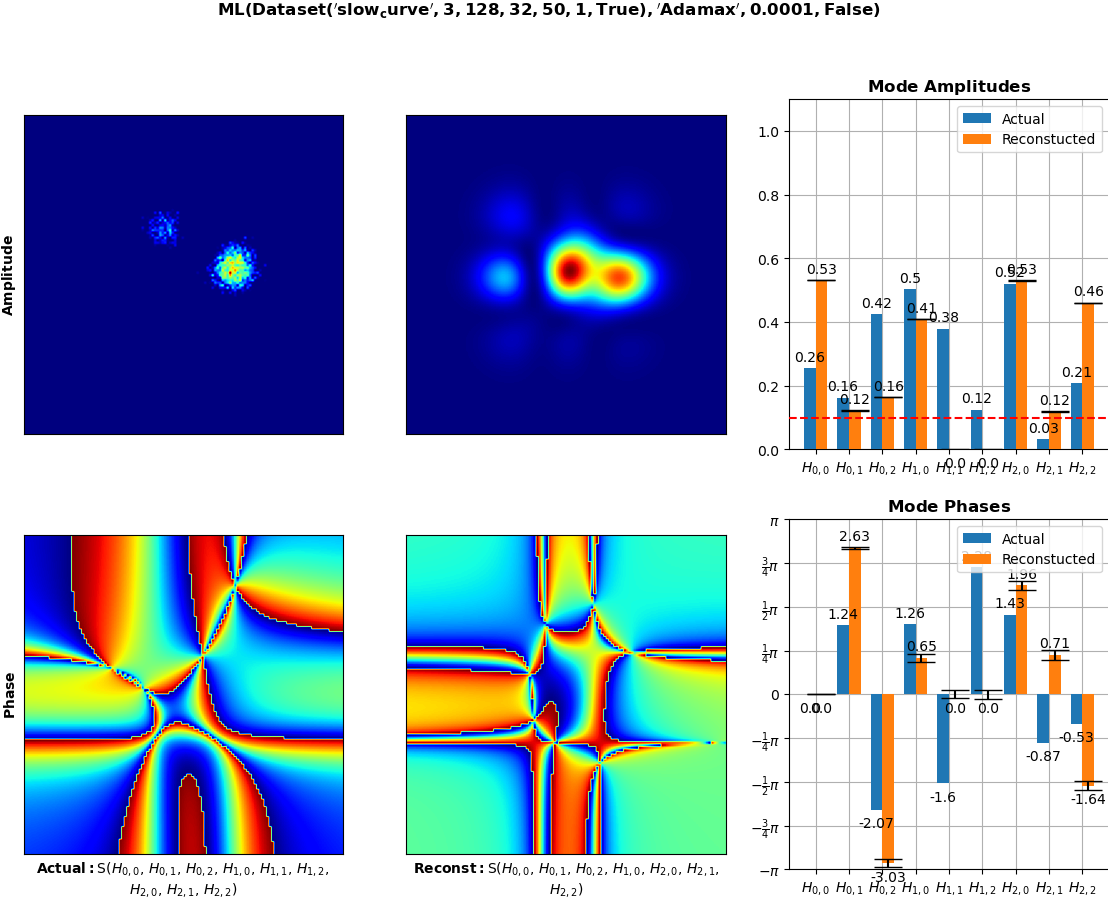 ML(Dataset('slow_curve', 3, 128, 32, 50, 1, True), 'Adamax', 0.0001, False)
Amplitude
Mode Amplitudes
Actual
Reconstucted
1.0
0.8
0.6
0.4
0.2
0.0
0.26
0.53
0.16
0.12
0.42
0.16
0.5
0.41
0.38
0.0
0.12
0.0
0.52
0.53
0.03
0.12
0.21
0.46
H0,0 H0,1 H0,2 H1,0 H1,1 H1,2 H2,0 H2,1 H2,2
Phase
Mode Phases
Actual
Reconstucted
π
3/4π
1/2π
1/4π
0
−1/4π
−1/2π
−3/4π
−π
0.0
0.0
1.24
2.63
-2.07
-3.03
1.26
0.65
-1.6
0.0
0.0
1.43
1.96
-0.87
0.71
-0.53
-1.64
H0,0 H0,1 H0,2 H1,0 H1,1 H1,2 H2,0 H2,1 H2,2
Actual: S(H0,0, H0,1, H0,2, H1,0, H1,1, H1,2,
H2,0, H2,1, H2,2)
Reconst: S(H0,0, H0,1, H0,2, H1,0, H2,0, H2,1,
H2,2)